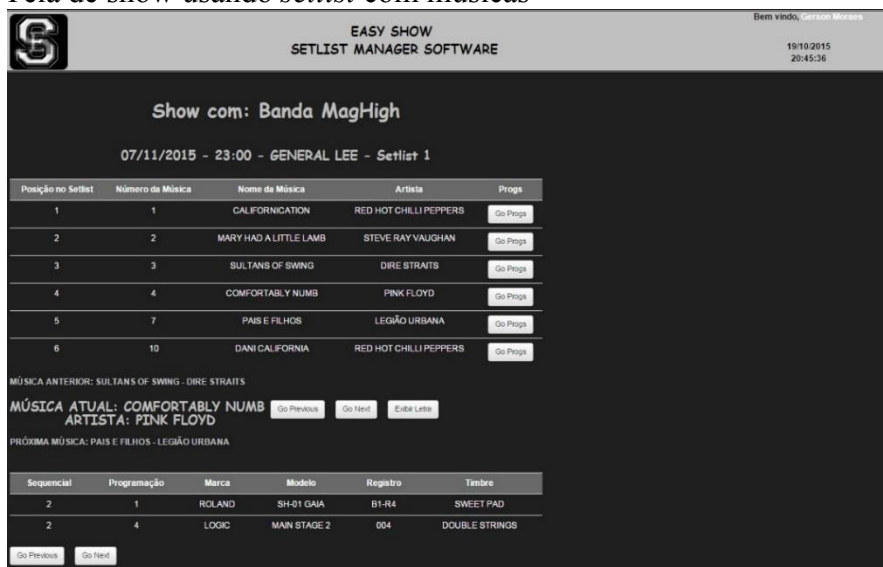 Tela de show usando setlist com músicas
EASY SHOW
SETLIST MANAGER SOFTWARE
Bem vindo, Gerson Moraes
19/10/2015
20:45:36
Show com: Banda MagHigh
07/11/2015 - 23:00 - GENERAL LEE - Setlist 1
Posição no Setlist Número da Música Nome da Música Artista Progs
1 1 CALIFORNICATION RED HOT CHILLI PEPPERS Go Progs
2 2 MARY HAD A LITTLE LAMB STEVE RAY VAUGHAN Go Progs
3 3 SULTANS OF SWING DIRE STRAITS Go Progs
4 4 COMFORTABLY NUMB PINK FLOYD Go Progs
5 7 PAIS E FILHOS LEGIÃO URBANA Go Progs
6 10 DANI CALIFORNIA RED HOT CHILLI PEPPERS Go Progs
MÚSICA ANTERIOR: SULTANS OF SWING - DIRE STRAITS
MÚSICA ATUAL: COMFORTABLY NUMB Go Previous Go Next Exibir Letra
ARTISTA: PINK FLOYD
PRÓXIMA MÚSICA: PAIS E FILHOS - LEGIÃO URBANA
Sequencial Programação Marca Modelo Registro Timbre
2 1 ROLAND SH-01 GAIA B1-R4 SWEET PAD
2 4 LOGIC MAIN STAGE 2 004 DOUBLE STRINGS
Go Previous Go Next